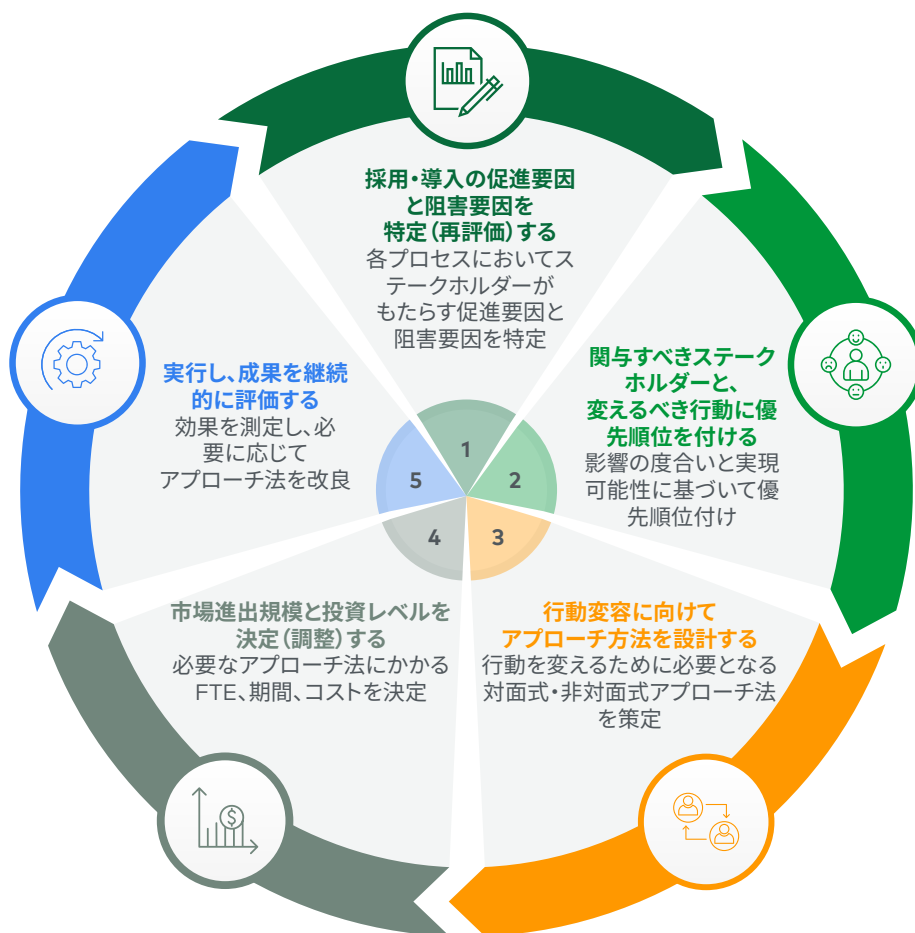 採用・導入の促進要因
と阻害要因を
特定(再評価)する
各プロセスにおいてス
テークホルダーが
もたらす促進要因と
阻害要因を特定
関与すべきステーク
ホルダーと、
変えるべき行動に優
先順位を付ける
影響の度合いと実現
可能性に基づいて優
先順位付け
行動変容に向けて
アプローチ方法を設計する
行動を変えるために必要となる
対面式・非対面式アプローチ法
を策定
市場進出規模と投資レベルを
決定(調整)する
必要なアプローチ法にかかる
FTE、期間、コストを決定
実行し、成果を継続
的に評価する
効果を測定し、必
要に応じて
アプローチ法を改良
1
2
3
4
5
$